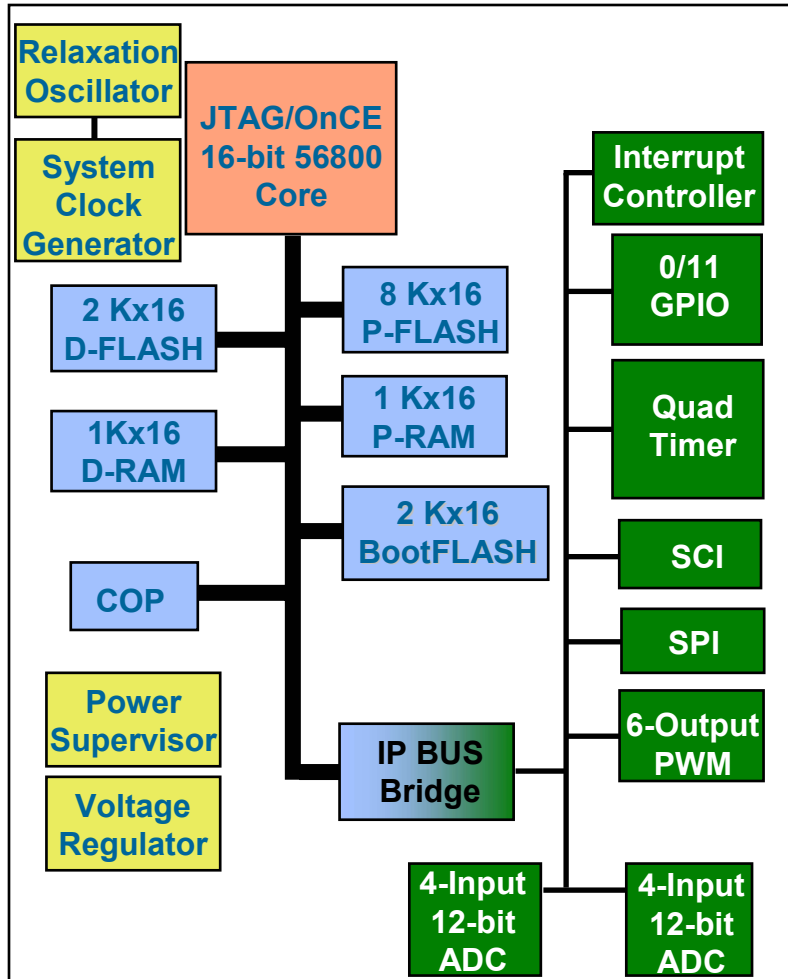 Relaxation
Oscillator
System
Clock
Generator
JTAG/OnCE
16-bit 56800
Core
2 Kx16
D-FLASH
8 Kx16
P-FLASH
1Kx16
D-RAM
1 Kx16
P-RAM
2 Kx16
BootFLASH
COP
Power
Supervisor
Voltage
Regulator
IP BUS
Bridge
Interrupt
Controller
0/11
GPIO
Quad
Timer
SCI
SPI
6-Output
PWM
4-Input
12-bit
ADC
4-Input
12-bit
ADC